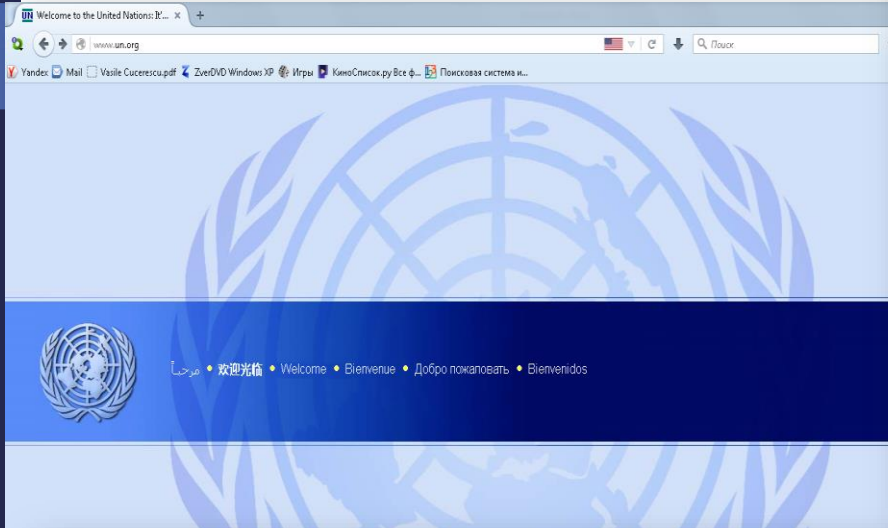 UN Welcome to the United Nations: It'... × +
www.un.org Поиск
Yandex Mail Vasile Cucerescu.pdf ZverDVD Windows XP Игры КиноСписок.ру Все ф... Поисковая система и...
مرحباً • 欢迎光临 • Welcome • Bienvenue • Добро пожаловать • Bienvenidos